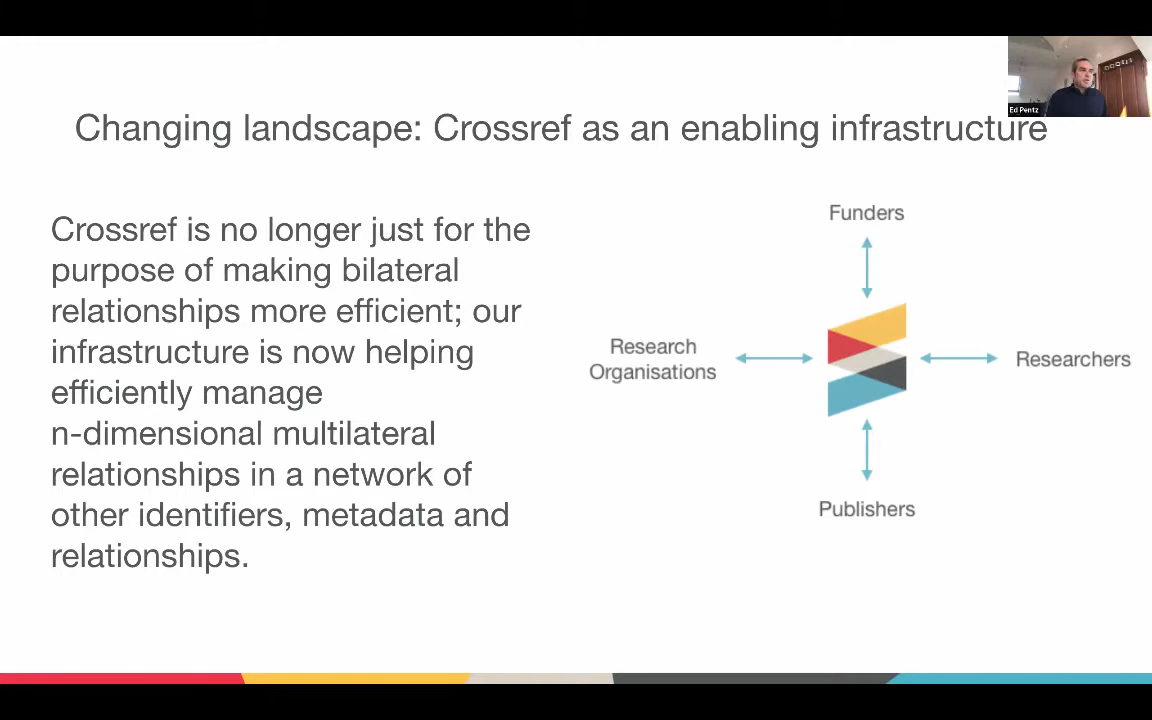 Ed Pentz
Changing landscape: Crossref as an enabling infrastructure
Crossref is no longer just for the
purpose of making bilateral
relationships more efficient; our
infrastructure is now helping
efficiently manage
n-dimensional multilateral
relationships in a network of
other identifiers, metadata and
relationships.
Funders
Research
Organisations
Researchers
Publishers